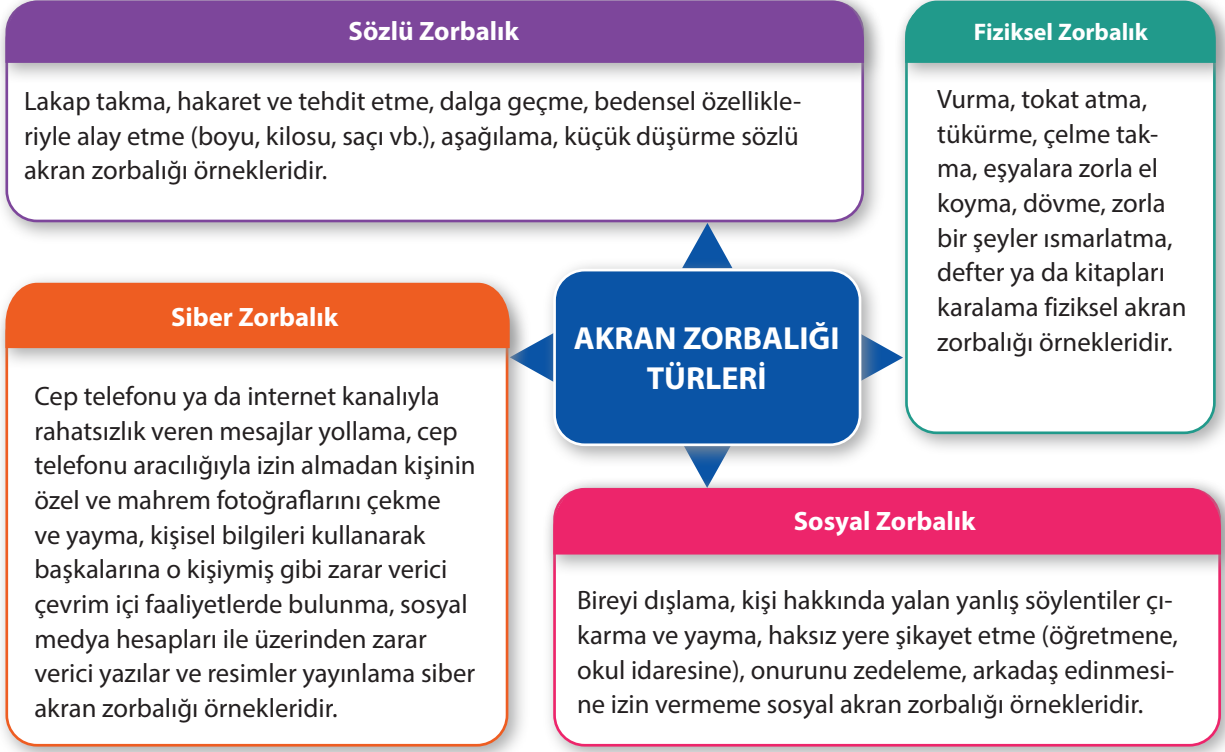 Sözlü Zorbalık
Lakap takma, hakaret ve tehdit etme, dalga geçme, bedensel özellikle-
riyle alay etme (boyu, kilosu, saçı vb.), aşağılama, küçük düşürme sözlü
akran zorbalığı örnekleridir.
Fiziksel Zorbalık
Vurma, tokat atma,
tükürme, çelme tak-
ma, eşyalara zorla el
koyma, dövme, zorla
bir şeyler ısmarlatma,
defter ya da kitapları
karalama fiziksel akran
zorbalığı örnekleridir.
AKRAN ZORBALIĞI
TÜRLERİ
Siber Zorbalık
Cep telefonu ya da internet kanalıyla
rahatsızlık veren mesajlar yollama, cep
telefonu aracılığıyla izin almadan kişinin
özel ve mahrem fotoğraflarını çekme
ve yayma, kişisel bilgileri kullanarak
başkalarına o kişiymiş gibi zarar verici
çevrim içi faaliyetlerde bulunma, sosyal
medya hesapları ile üzerinden zarar
verici yazılar ve resimler yayınlama siber
akran zorbalığı örnekleridir.
Sosyal Zorbalık
Bireyi dışlama, kişi hakkında yalan yanlış söylentiler çı-
karma ve yayma, haksız yere şikayet etme (öğretmene,
okul idaresine), onurunu zedeleme, arkadaş edinmesi-
ne izin vermeme sosyal akran zorbalığı örnekleridir.